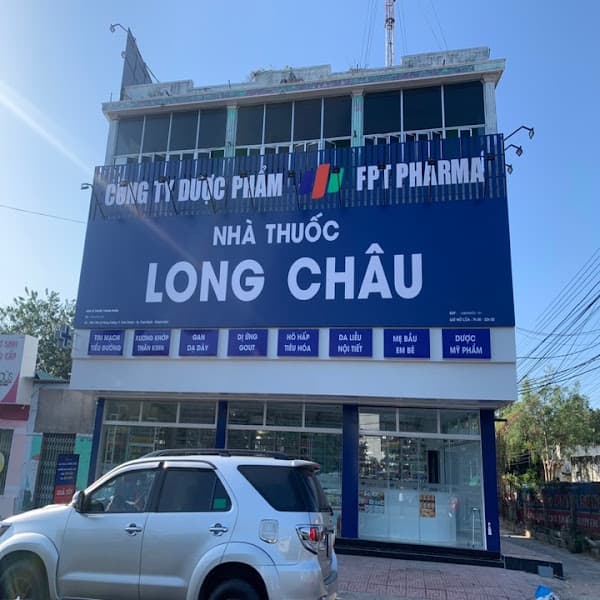 CÔNG TY DƯỢC PHẨM FPT PHARMA
NHÀ THUỐC
LONG CHÂU
TIM MẠCH TIỂU ĐƯỜNG
XƯƠNG KHỚP THẦN KINH
GAN DẠ DÀY
DỊ ỨNG GOUT
HÔ HẤP TIÊU HÓA
DA LIỄU NỘI TIẾT
MẸ BẦU EM BÉ
DƯỢC MỸ PHẨM